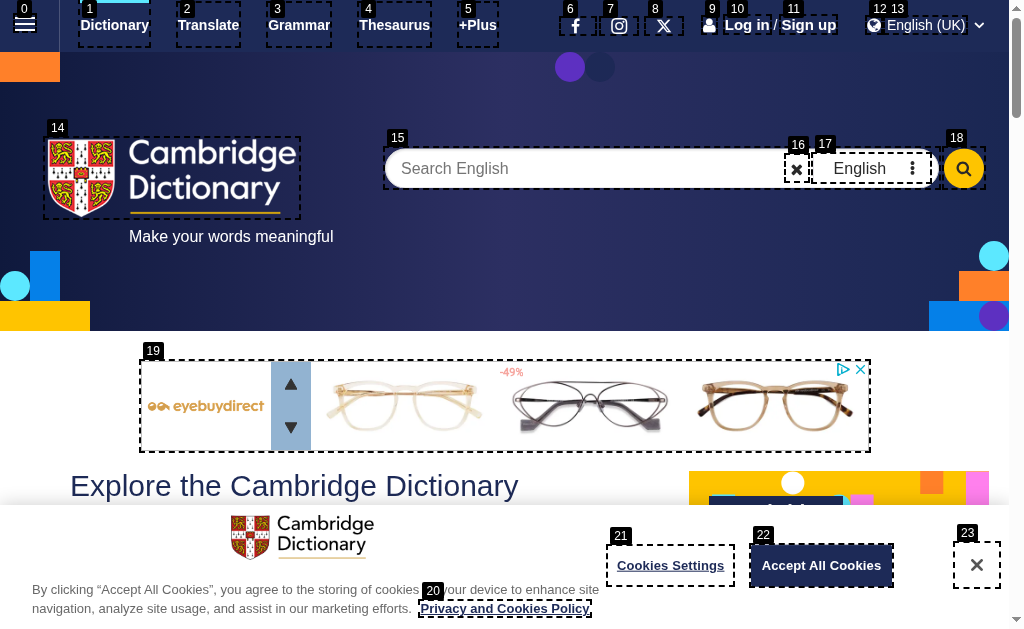 0 1 2 3 4 5 6 7 8 9 10 11 12 13
Dictionary Translate Grammar Thesaurus +Plus Log in / Sign up English (UK)
14
Cambridge
Dictionary
Make your words meaningful
15 16 17 18
Search English English
19
eyebuydirect
-49%
Explore the Cambridge Dictionary
Cambridge
Dictionary
21 22 23
Cookies Settings Accept All Cookies
By clicking “Accept All Cookies”, you agree to the storing of cookies 20 your device to enhance site
navigation, analyze site usage, and assist in our marketing efforts. Privacy and Cookies Policy